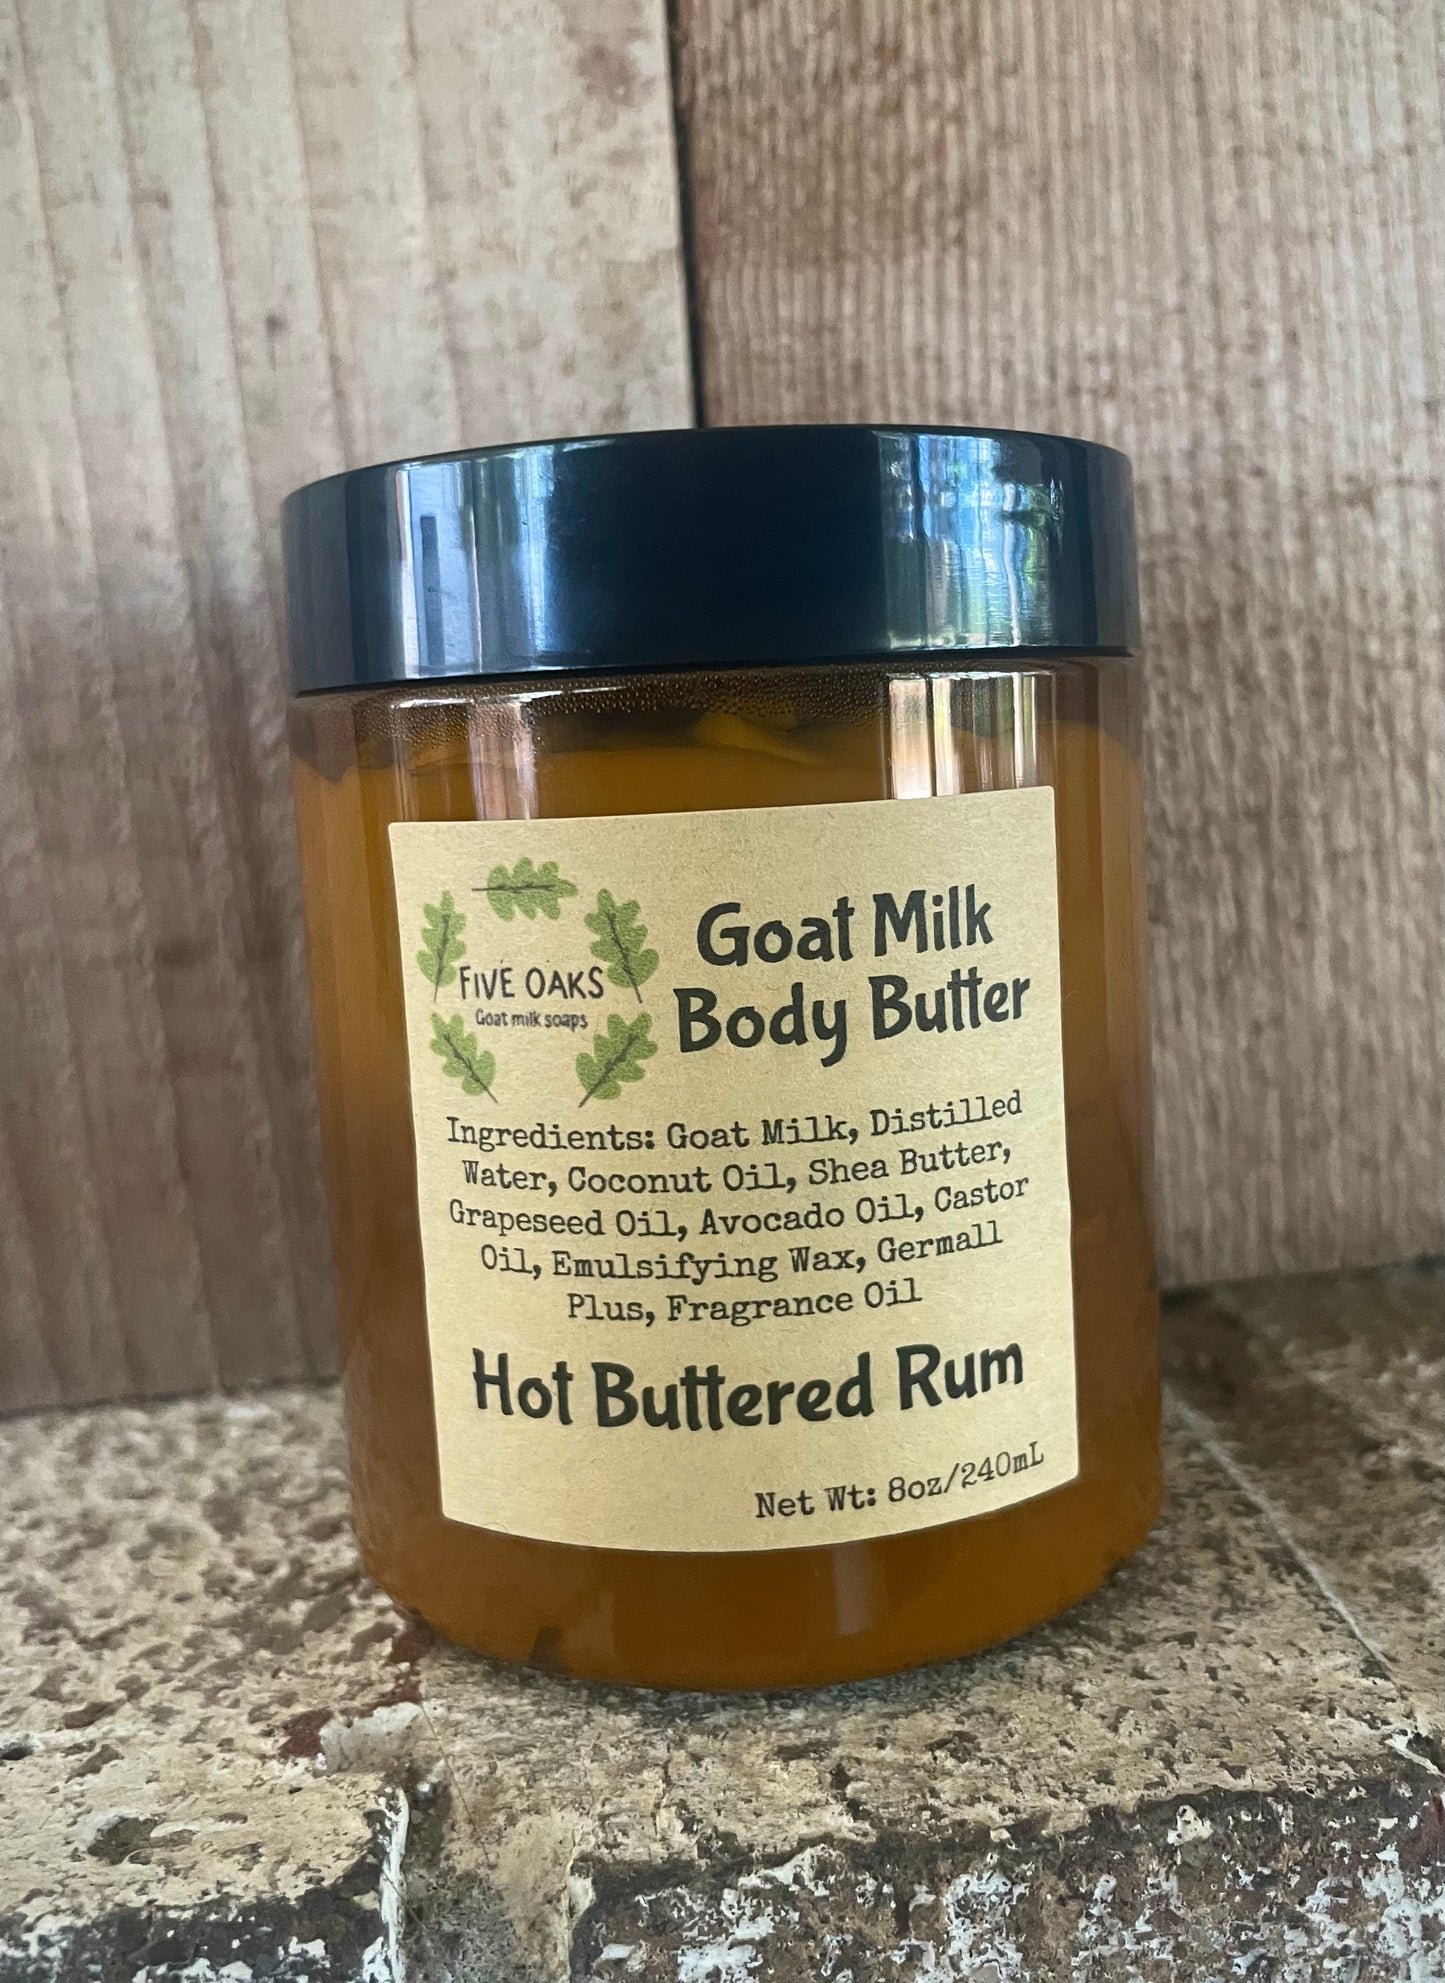 FIVE OAKS
Goat milk soaps
Goat Milk
Body Butter
Ingredients: Goat Milk, Distilled
Water, Coconut Oil, Shea Butter,
Grapeseed Oil, Avocado Oil, Castor
Oil, Emulsifying Wax, Germall
Plus, Fragrance Oil
Hot Buttered Rum
Net Wt: 8oz/240mL